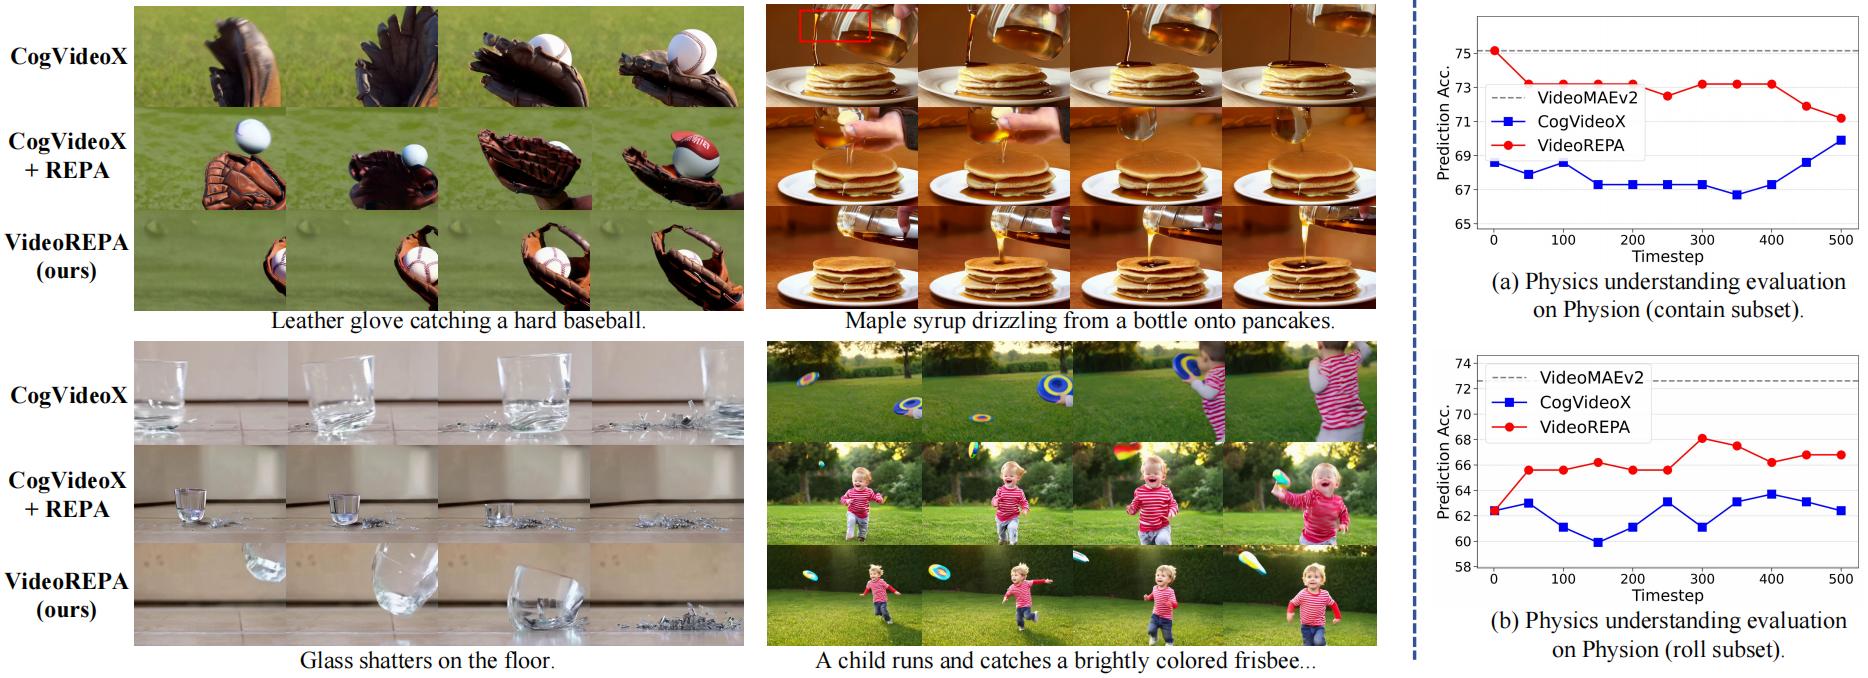 CogVideoX
CogVideoX
+ REPA
VideoREPA
(ours)
Leather glove catching a hard baseball.
Maple syrup drizzling from a bottle onto pancakes.
CogVideoX
CogVideoX
+ REPA
VideoREPA
(ours)
Glass shatters on the floor.
A child runs and catches a brightly colored frisbee...
Prediction Acc.
75
73
71
69
67
65
VideoMAEv2
CogVideoX
VideoREPA
0 100 200 300 400 500
Timestep
(a) Physics understanding evaluation
on Physion (contain subset).
Prediction Acc.
74
72
70
68
66
64
62
60
58
VideoMAEv2
CogVideoX
VideoREPA
0 100 200 300 400 500
Timestep
(b) Physics understanding evaluation
on Physion (roll subset).